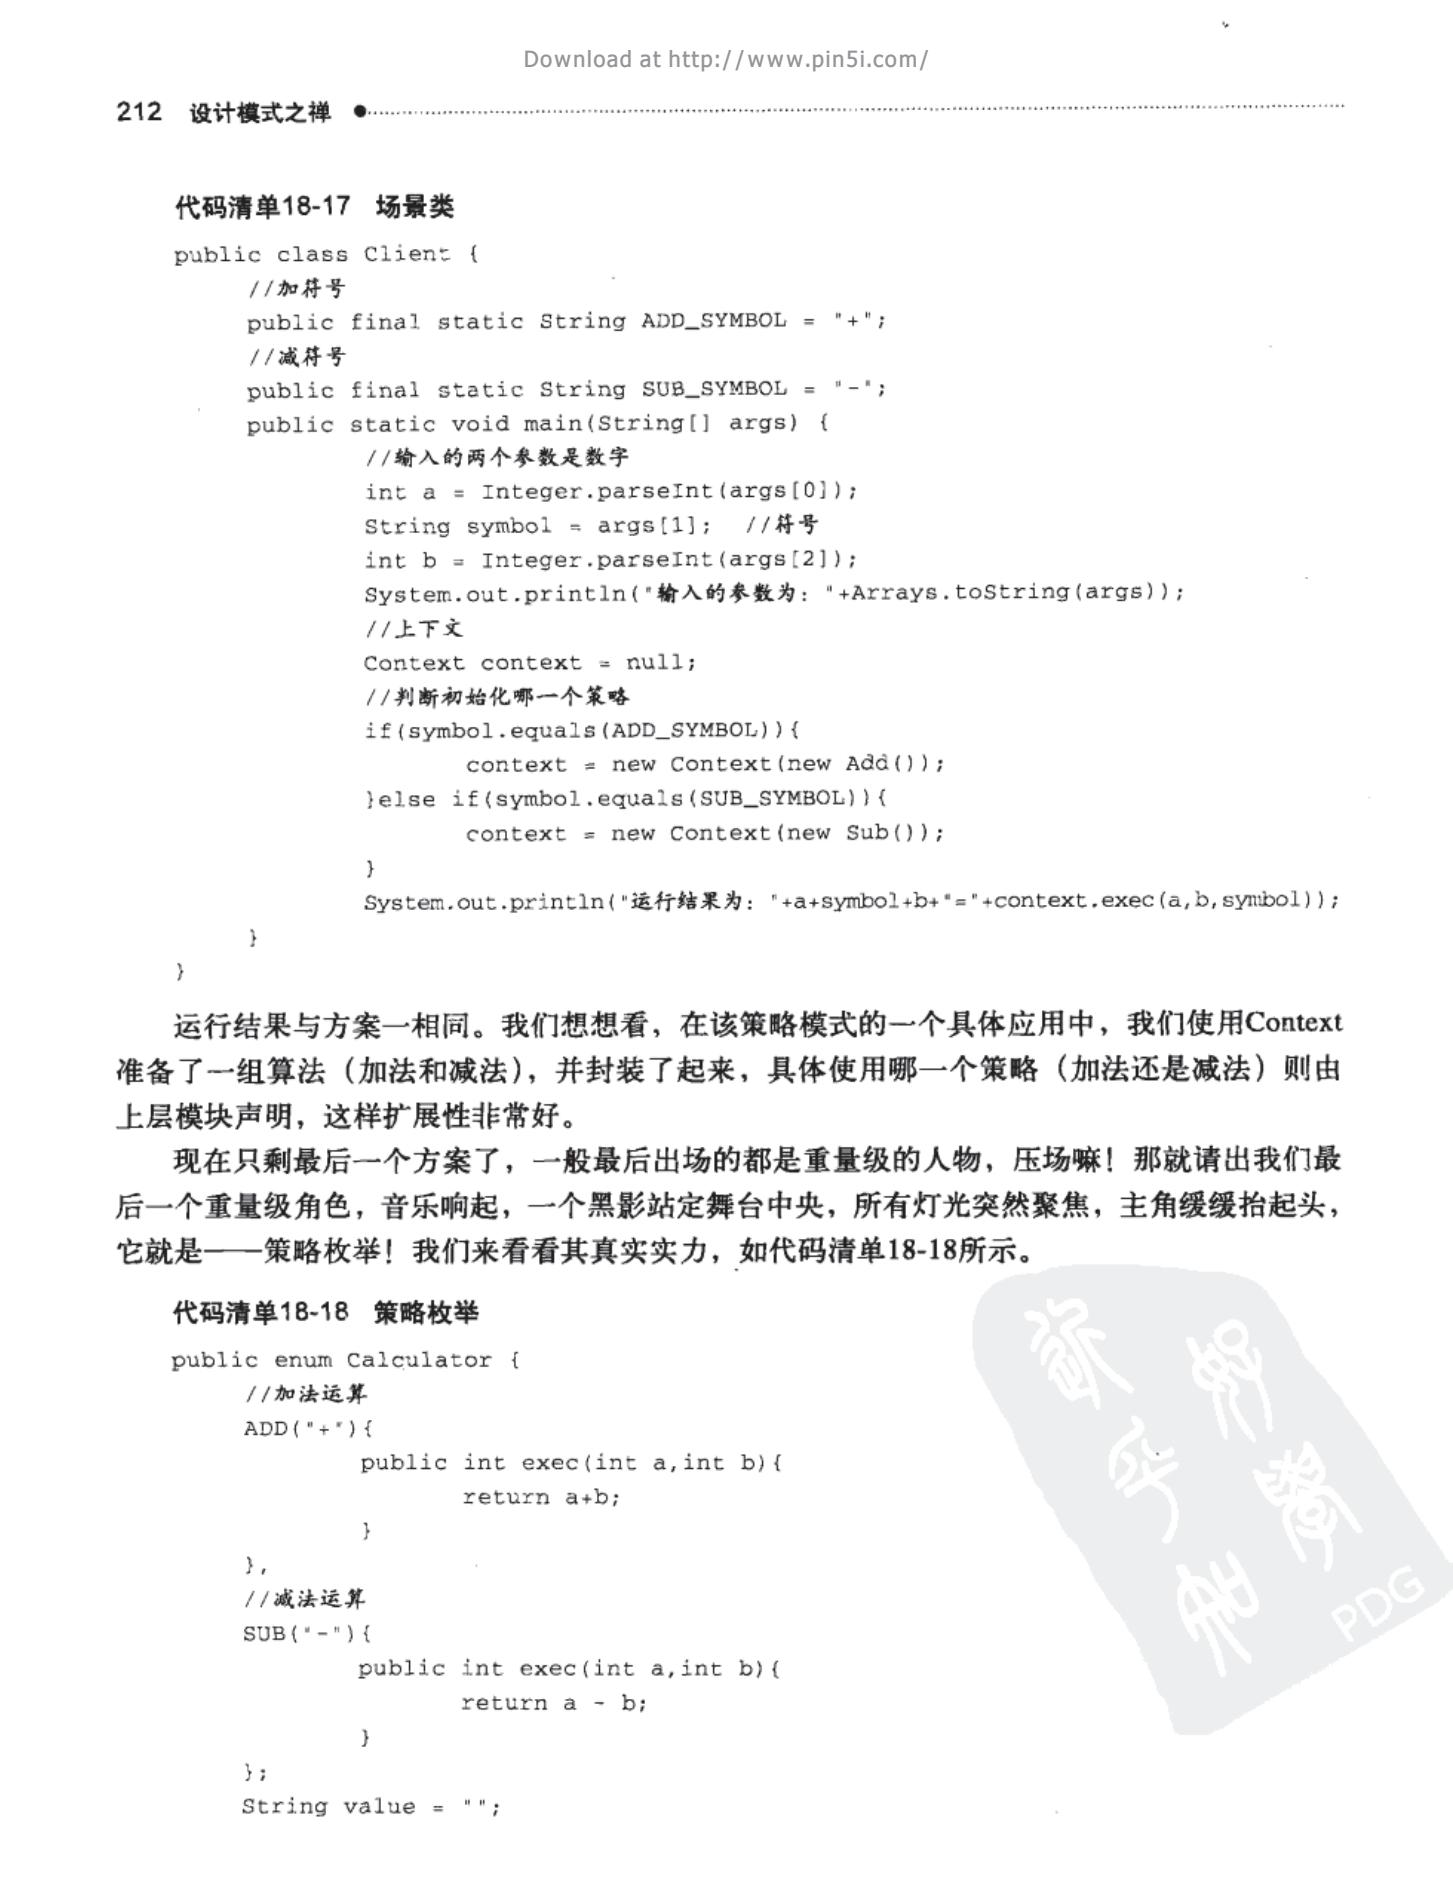 Download at http://www.pin5i.com/
212 设计模式之禅
代码清单18-17 场景类
public class Client {
//加符号
public final static String ADD_SYMBOL = "+";
//减符号
public final static String SUB_SYMBOL = "-";
public static void main(String[] args) {
//输入的两个参数是数字
int a = Integer.parseInt(args[0]);
String symbol = args[1]; //符号
int b = Integer.parseInt(args[2]);
System.out.println("输入的参数为："+Arrays.toString(args));
//上下文
Context context = null;
//判断初始化哪一个策略
if(symbol.equals(ADD_SYMBOL)){
context = new Context(new Add());
}else if(symbol.equals(SUB_SYMBOL)){
context = new Context(new Sub());
}
System.out.println("运行结果为："+a+symbol+b+"="+context.exec(a,b,symbol));
}
}
运行结果与方案一相同。我们想想看，在该策略模式的一个具体应用中，我们使用Context
准备了一组算法（加法和减法），并封装了起来，具体使用哪一个策略（加法还是减法）则由
上层模块声明，这样扩展性非常好。
现在只剩最后一个方案了，一般最后出场的都是重量级的人物，压场嘛！那就请出我们最
后一个重量级角色，音乐响起，一个黑影站定舞台中央，所有灯光突然聚焦，主角缓缓抬起头，
它就是——策略枚举！我们来看看其真实实力，如代码清单18-18所示。
代码清单18-18 策略枚举
public enum Calculator {
//加法运算
ADD("+"){
public int exec(int a,int b){
return a+b;
}
},
//减法运算
SUB("-"){
public int exec(int a,int b){
return a - b;
}
};
String value = "";
PDG